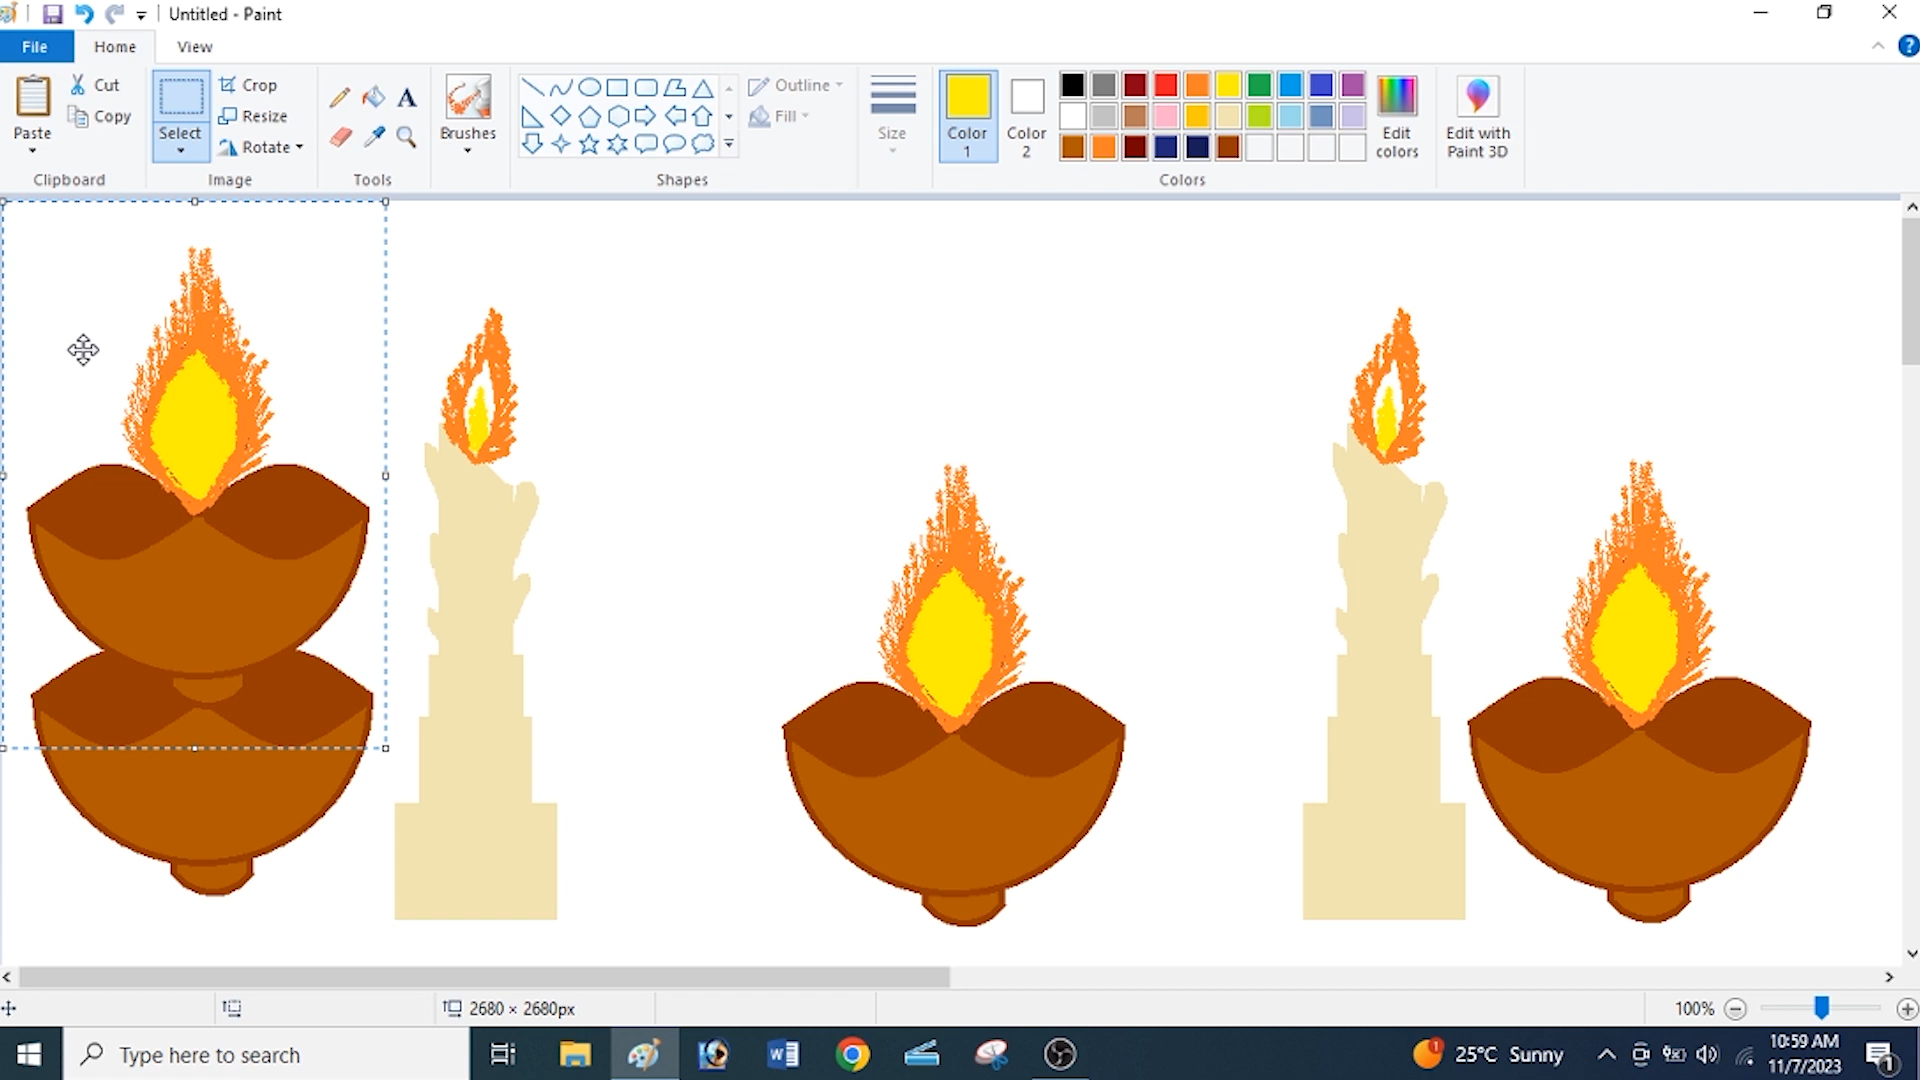 Untitled - Paint
File Home View
Paste
Cut
Copy
Clipboard
Select
Crop
Resize
Rotate
Image
A
Tools
Brushes
Outline
Fill
Shapes
Size
Color 1
Color 2
Edit colors
Colors
Edit with Paint 3D
2680 × 2680px
100%
Type here to search
25°C Sunny
10:59 AM
11/7/2023